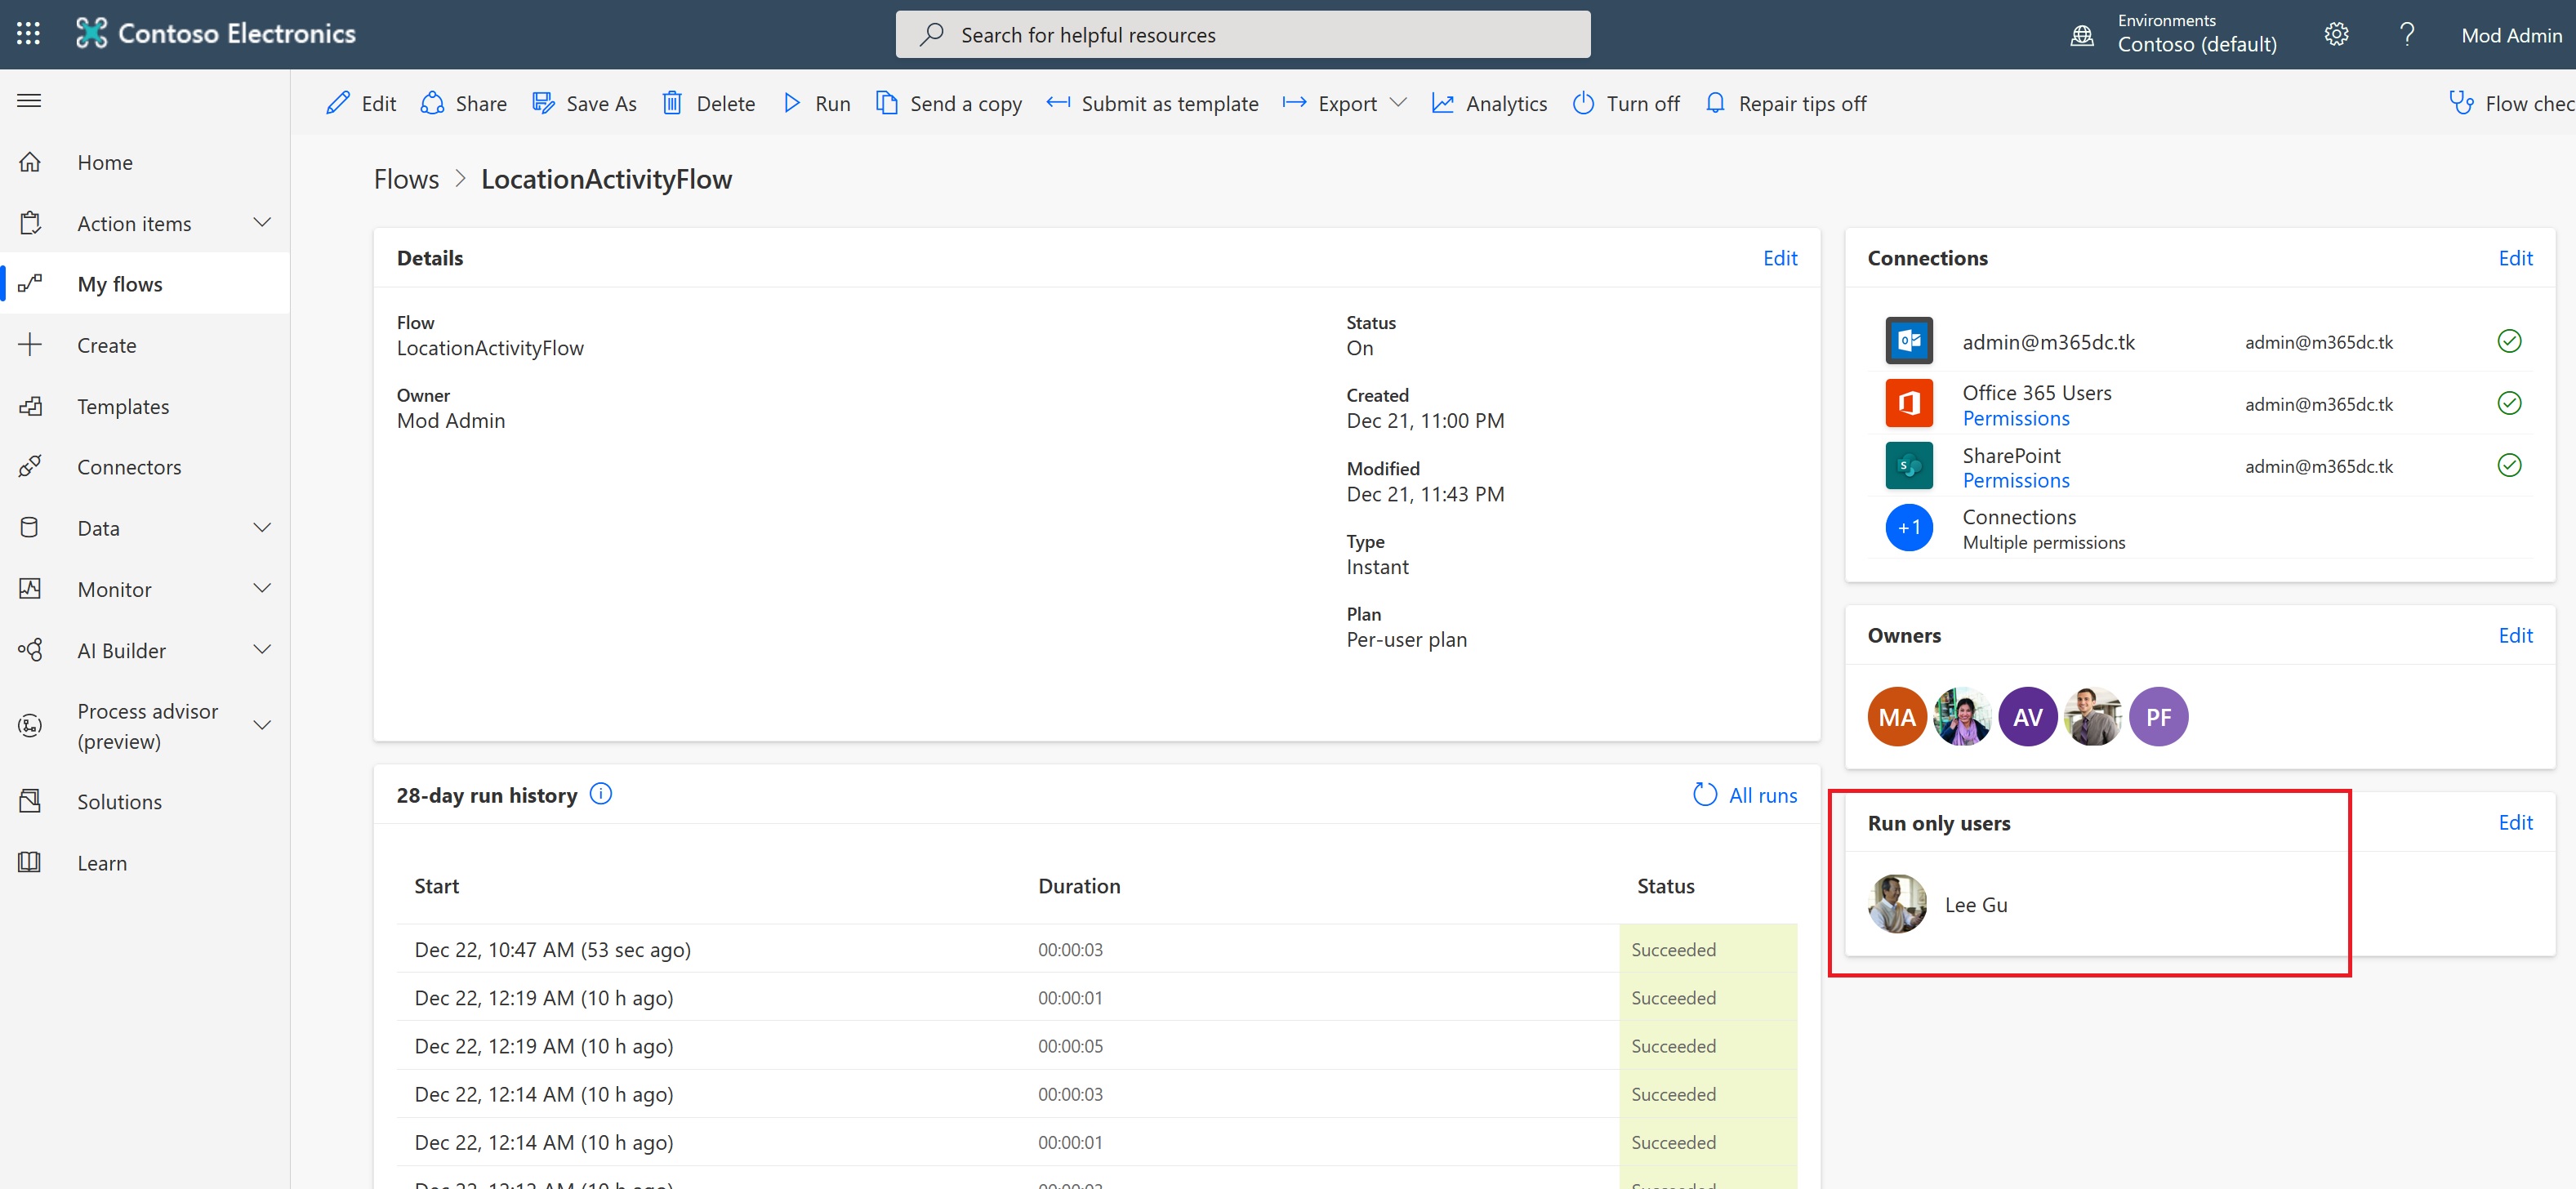 Contoso Electronics
Search for helpful resources
Environments
Contoso (default)
Mod Admin
Edit
Share
Save As
Delete
Run
Send a copy
Submit as template
Export
Analytics
Turn off
Repair tips off
Flow chec
Home
Action items
My flows
Create
Templates
Connectors
Data
Monitor
AI Builder
Process advisor
(preview)
Solutions
Learn
Flows > LocationActivityFlow
Details
Edit
Flow
LocationActivityFlow
Owner
Mod Admin
Status
On
Created
Dec 21, 11:00 PM
Modified
Dec 21, 11:43 PM
Type
Instant
Plan
Per-user plan
28-day run history
All runs
Start Duration Status
Dec 22, 10:47 AM (53 sec ago) 00:00:03 Succeeded
Dec 22, 12:19 AM (10 h ago) 00:00:01 Succeeded
Dec 22, 12:19 AM (10 h ago) 00:00:05 Succeeded
Dec 22, 12:14 AM (10 h ago) 00:00:03 Succeeded
Dec 22, 12:14 AM (10 h ago) 00:00:01 Succeeded
Connections
Edit
admin@m365dc.tk admin@m365dc.tk
Office 365 Users admin@m365dc.tk
Permissions
SharePoint admin@m365dc.tk
Permissions
+1 Connections
Multiple permissions
Owners
Edit
MA AV PF
Run only users
Edit
Lee Gu